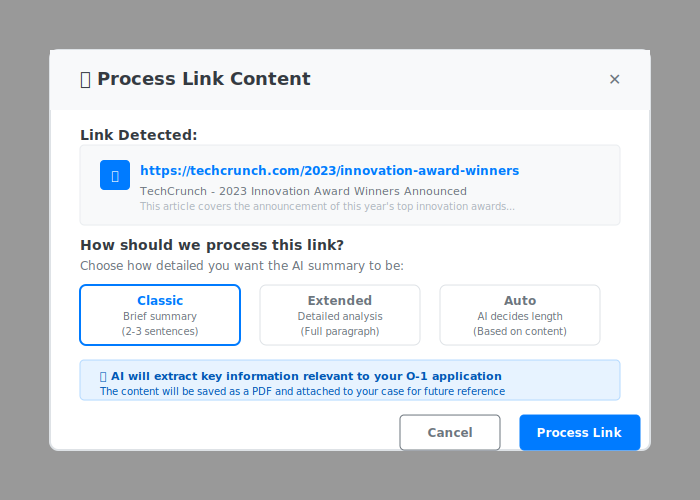 Process Link Content ✕
Link Detected:
https://techcrunch.com/2023/innovation-award-winners
TechCrunch - 2023 Innovation Award Winners Announced
This article covers the announcement of this year's top innovation awards...
How should we process this link?
Choose how detailed you want the AI summary to be:
Classic
Brief summary
(2-3 sentences)
Extended
Detailed analysis
(Full paragraph)
Auto
AI decides length
(Based on content)
AI will extract key information relevant to your O-1 application
The content will be saved as a PDF and attached to your case for future reference
Cancel
Process Link